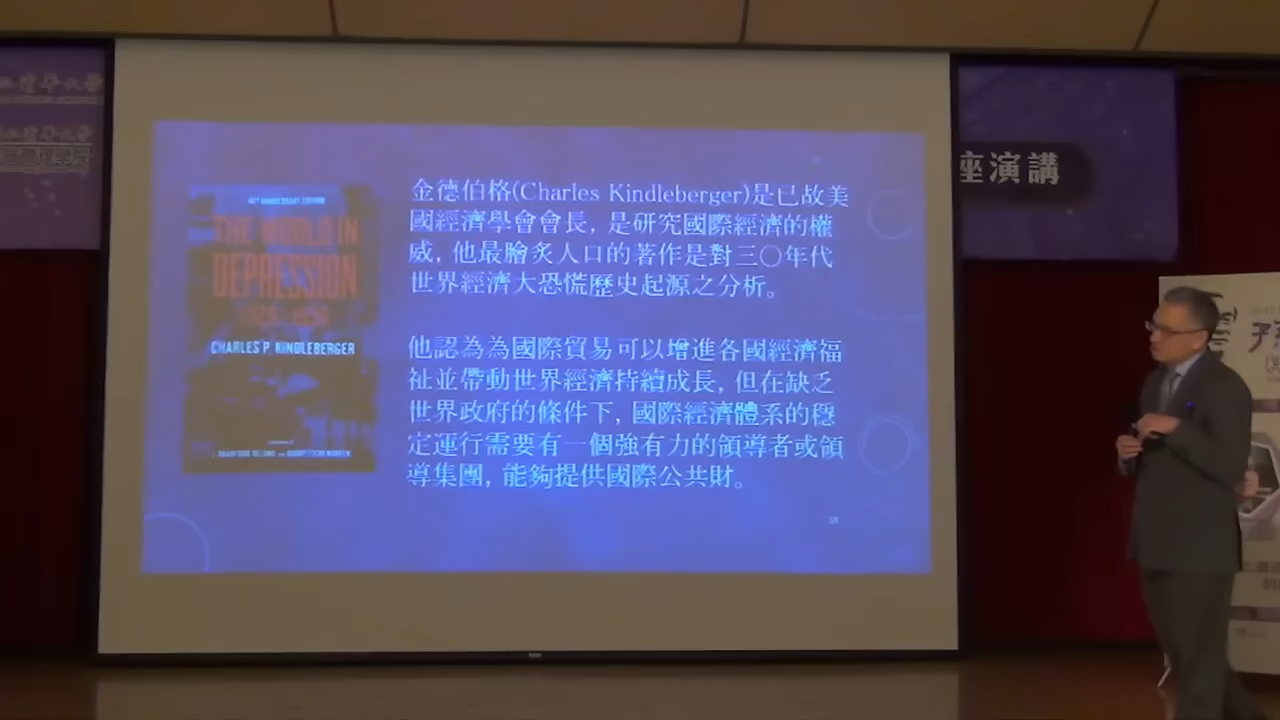 座演講
40TH ANNIVERSARY EDITION
THE WORLD IN
DEPRESSION
1929-1939
CHARLES P. KINDLEBERGER
金德伯格(Charles Kindleberger)是已故美
國經濟學會會長, 是研究國際經濟的權
威, 他最膾炙人口的著作是對三〇年代
世界經濟大恐慌歷史起源之分析。
他認為為國際貿易可以增進各國經濟福
祉並帶動世界經濟持續成長, 但在缺乏
世界政府的條件下, 國際經濟體系的穩
定運行需要有一個強有力的領導者或領
導集團, 能夠提供國際公共財。
10